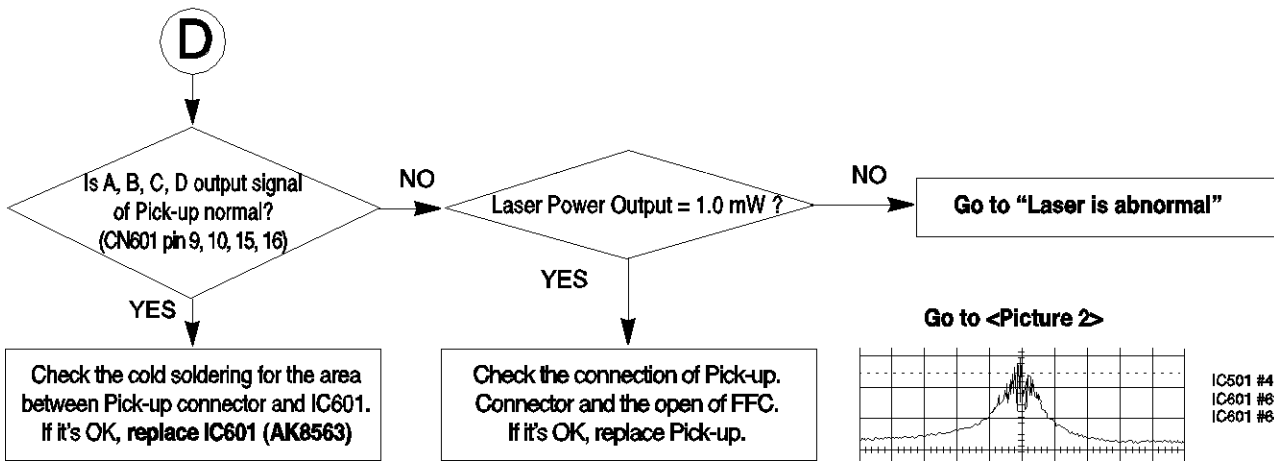 D
Is A, B, C, D output signal
of Pick-up normal?
(CN601 pin 9, 10, 15, 16)
NO
Laser Power Output = 1.0 mW ?
NO
Go to “Laser is abnormal”
YES
YES
Check the cold soldering for the area
between Pick-up connector and IC601.
If it's OK, replace IC601 (AK8563)
Check the connection of Pick-up.
Connector and the open of FFC.
If it's OK, replace Pick-up.
Go to <Picture 2>
IC501 #4
IC601 #6
IC601 #6